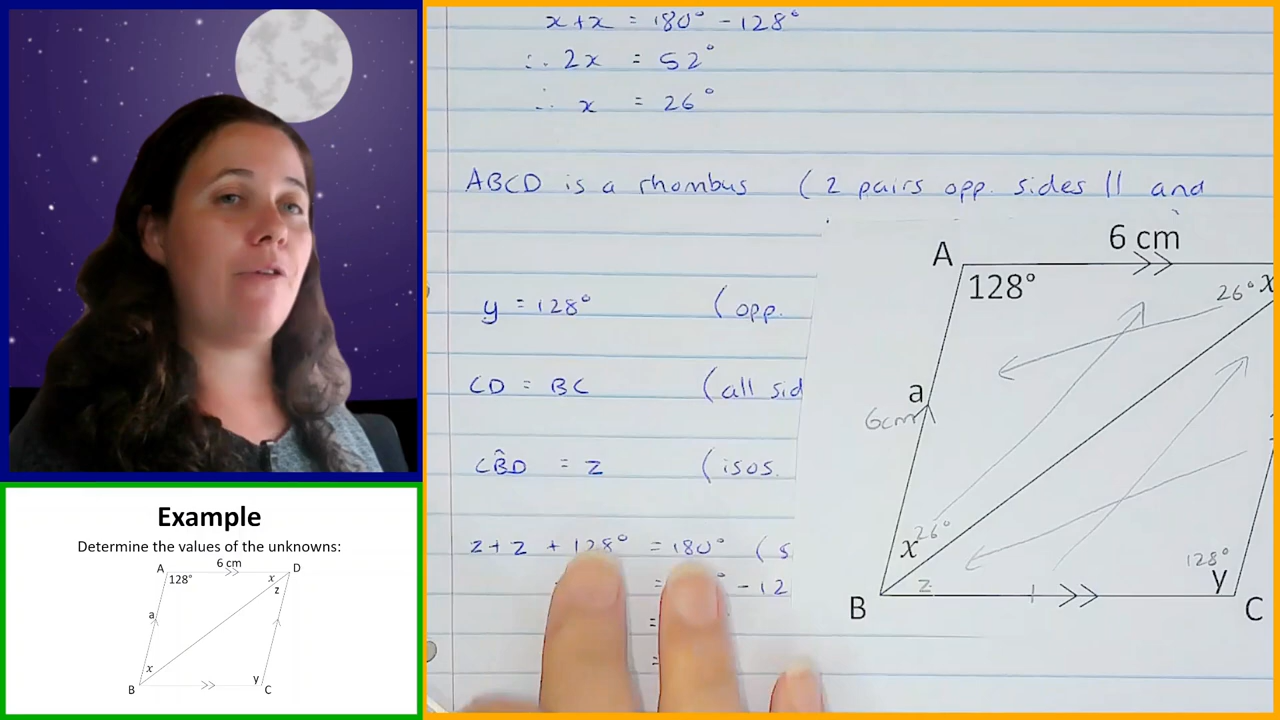 x + x = 180° - 128°
∴ 2x = 52°
∴ x = 26°
ABCD is a rhombus ( 2 pairs opp. sides || and
y = 128° (opp.
CD = BC (all sid
CB̂D = z (isos.
z + z + 128° = 180° ( s
= ° - 12
=
=
A 6 cm
128° 26° x
a
6cm
x 26°
z
128°
y
B C
Example
Determine the values of the unknowns:
6 cm
A D
128° x
z
a
x
y
B C